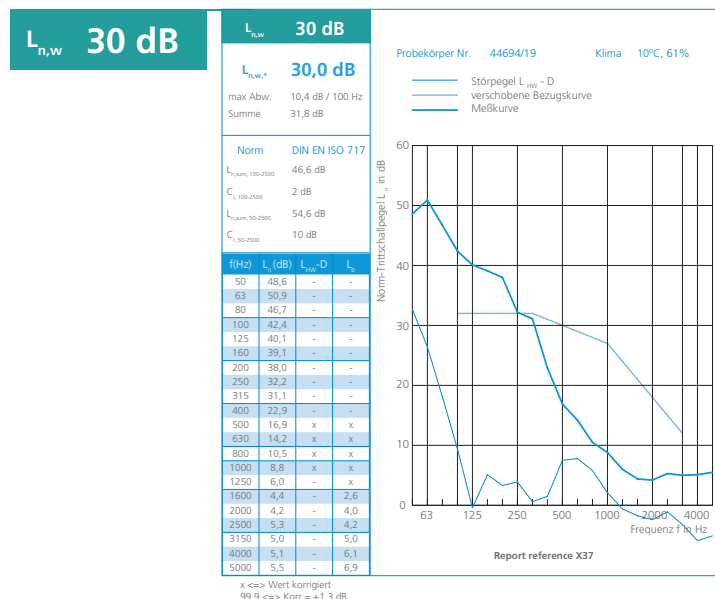 Ln,w 30 dB
Ln,w 30 dB
Ln,w,* 30,0 dB
max Abw. 10,4 dB / 100 Hz
Summe 31,8 dB
Norm DIN EN ISO 717
Ln,sum, 100-2500 46,6 dB
CI, 100-2500 2 dB
Ln,sum, 50-2500 54,6 dB
CI, 50-2500 10 dB
f(Hz) Ln (dB) LHW-D Lb
50 48,6 - -
63 50,9 - -
80 46,7 - -
100 42,4 - -
125 40,1 - -
160 39,1 - -
200 38,0 - -
250 32,2 - -
315 31,1 - -
400 22,9 - -
500 16,9 x x
630 14,2 x x
800 10,5 x x
1000 8,8 x x
1250 6,0 - x
1600 4,4 - 2,6
2000 4,2 - 4,0
2500 5,3 - 4,2
3150 5,0 - 5,0
4000 5,1 - 6,1
5000 5,5 - 6,9
x <=> Wert korrigiert
99,9 <=> Korr = +1,3 dB
Probekörper Nr. 44694/19 Klima 10ºC, 61%
Störpegel L HW - D
verschobene Bezugskurve
Meßkurve
Norm-Trittschallpegel Ln in dB
60
50
40
30
20
10
0
63 125 250 500 1000 2000 4000
Frequenz f in Hz
Report reference X37